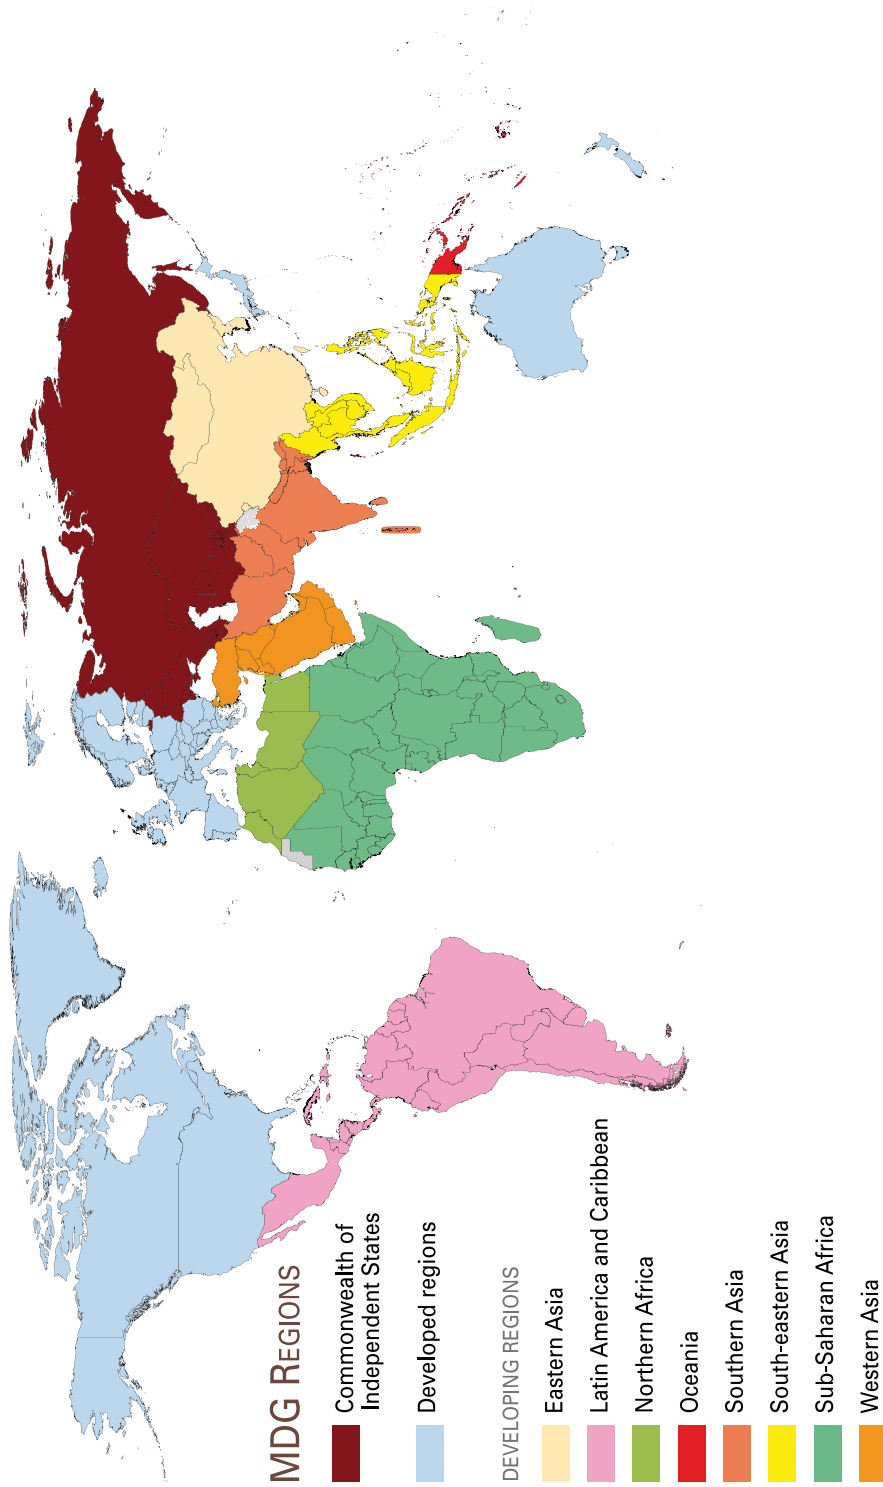 MDG REGIONS
Commonwealth of
Independent States
Developed regions
DEVELOPING REGIONS
Eastern Asia
Latin America and Caribbean
Northern Africa
Oceania
Southern Asia
South-eastern Asia
Sub-Saharan Africa
Western Asia